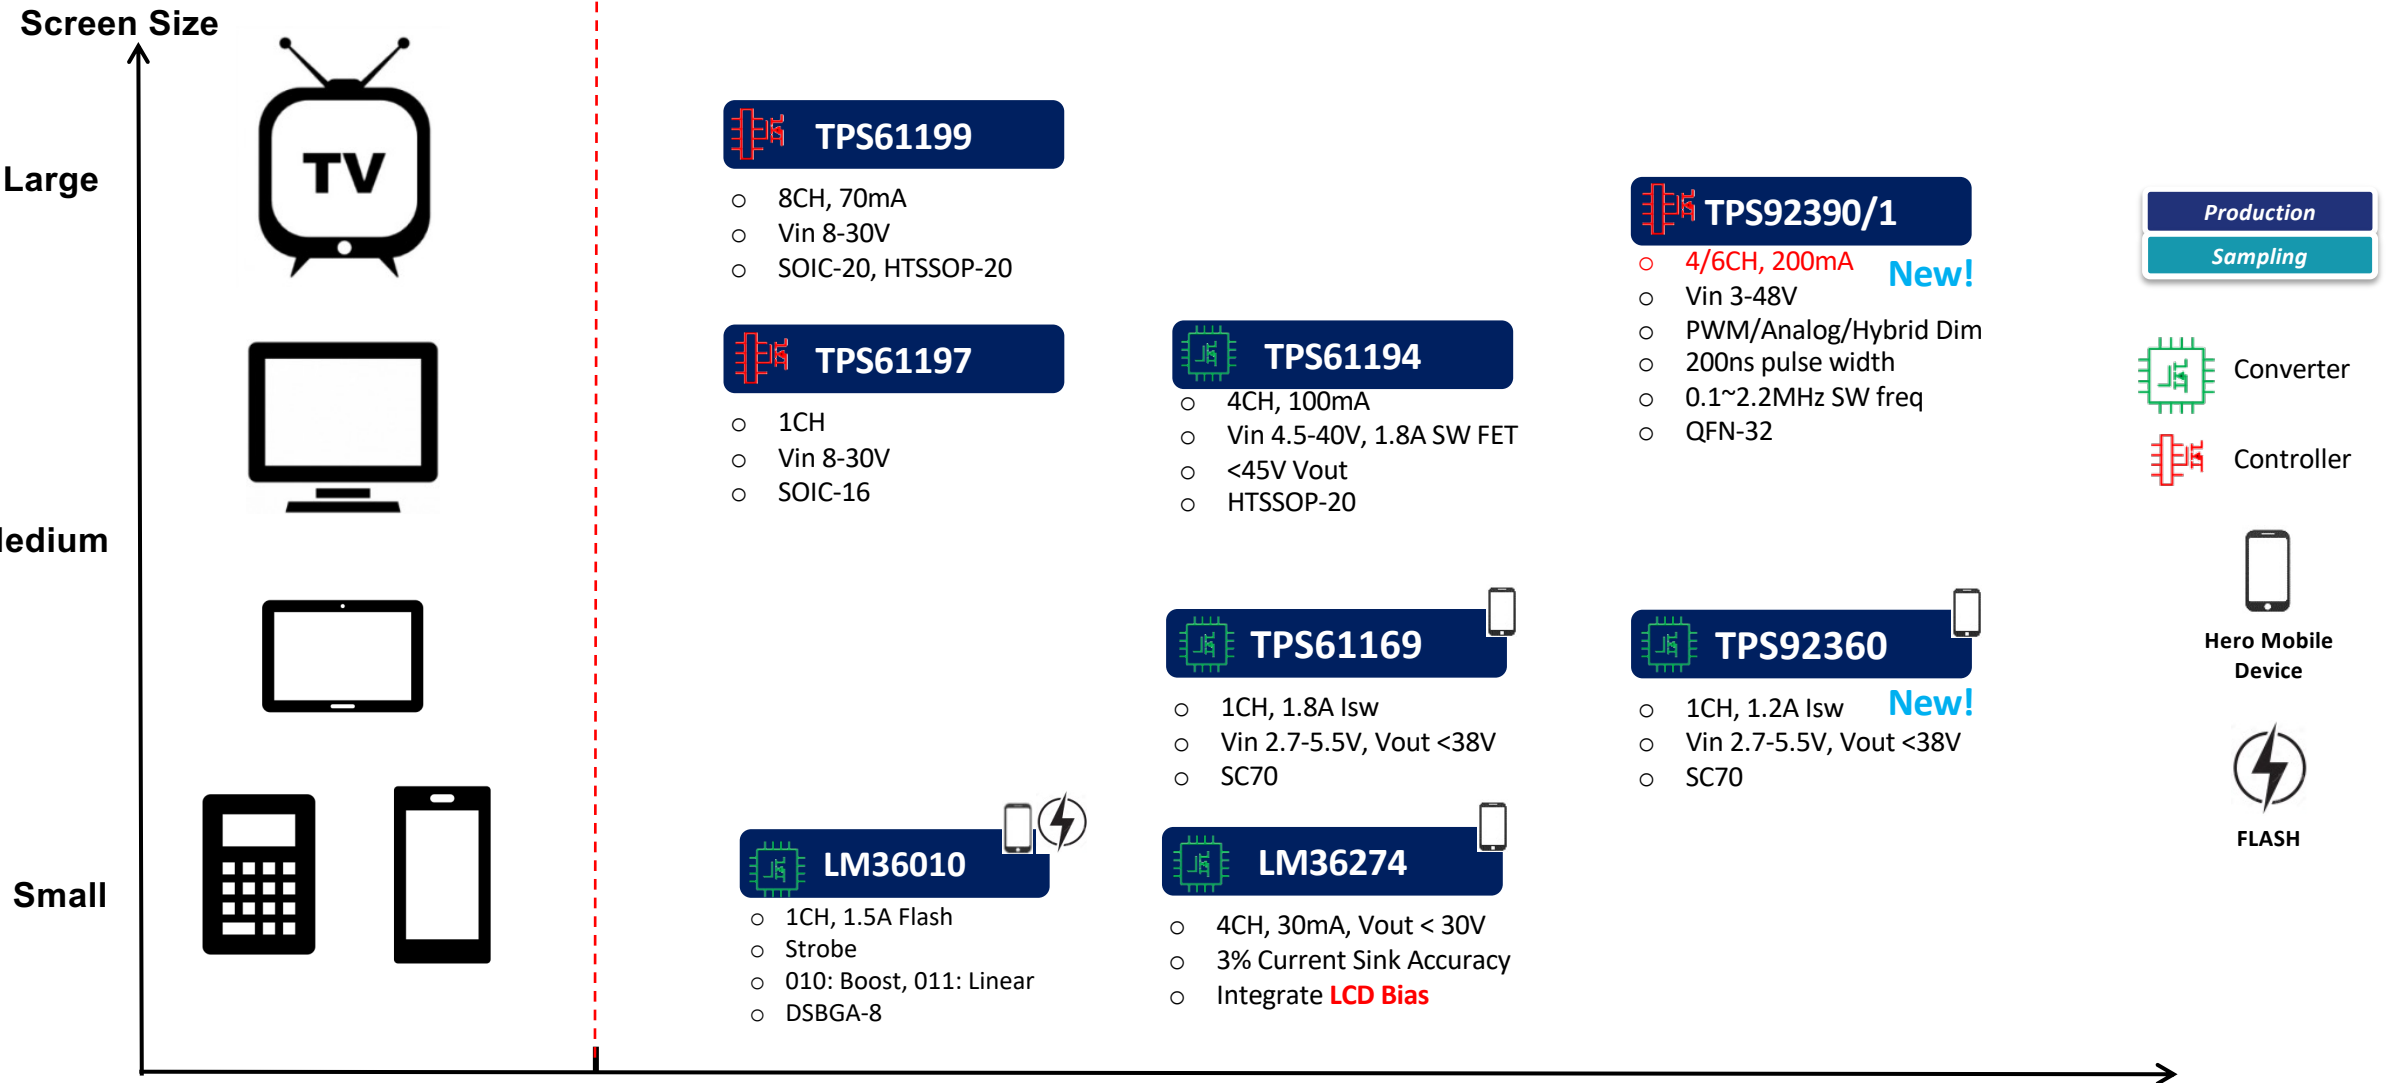 Screen Size
Large
Medium
Small
TV
TPS61199
8CH, 70mA
Vin 8-30V
SOIC-20, HTSSOP-20
TPS61197
1CH
Vin 8-30V
SOIC-16
TPS61194
4CH, 100mA
Vin 4.5-40V, 1.8A SW FET
<45V Vout
HTSSOP-20
TPS92390/1
4/6CH, 200mA
New!
Vin 3-48V
PWM/Analog/Hybrid Dim
200ns pulse width
0.1~2.2MHz SW freq
QFN-32
TPS61169
1CH, 1.8A Isw
Vin 2.7-5.5V, Vout <38V
SC70
TPS92360
New!
1CH, 1.2A Isw
Vin 2.7-5.5V, Vout <38V
SC70
LM36010
1CH, 1.5A Flash
Strobe
010: Boost, 011: Linear
DSBGA-8
LM36274
4CH, 30mA, Vout < 30V
3% Current Sink Accuracy
Integrate LCD Bias
Production
Sampling
Converter
Controller
Hero Mobile
Device
FLASH